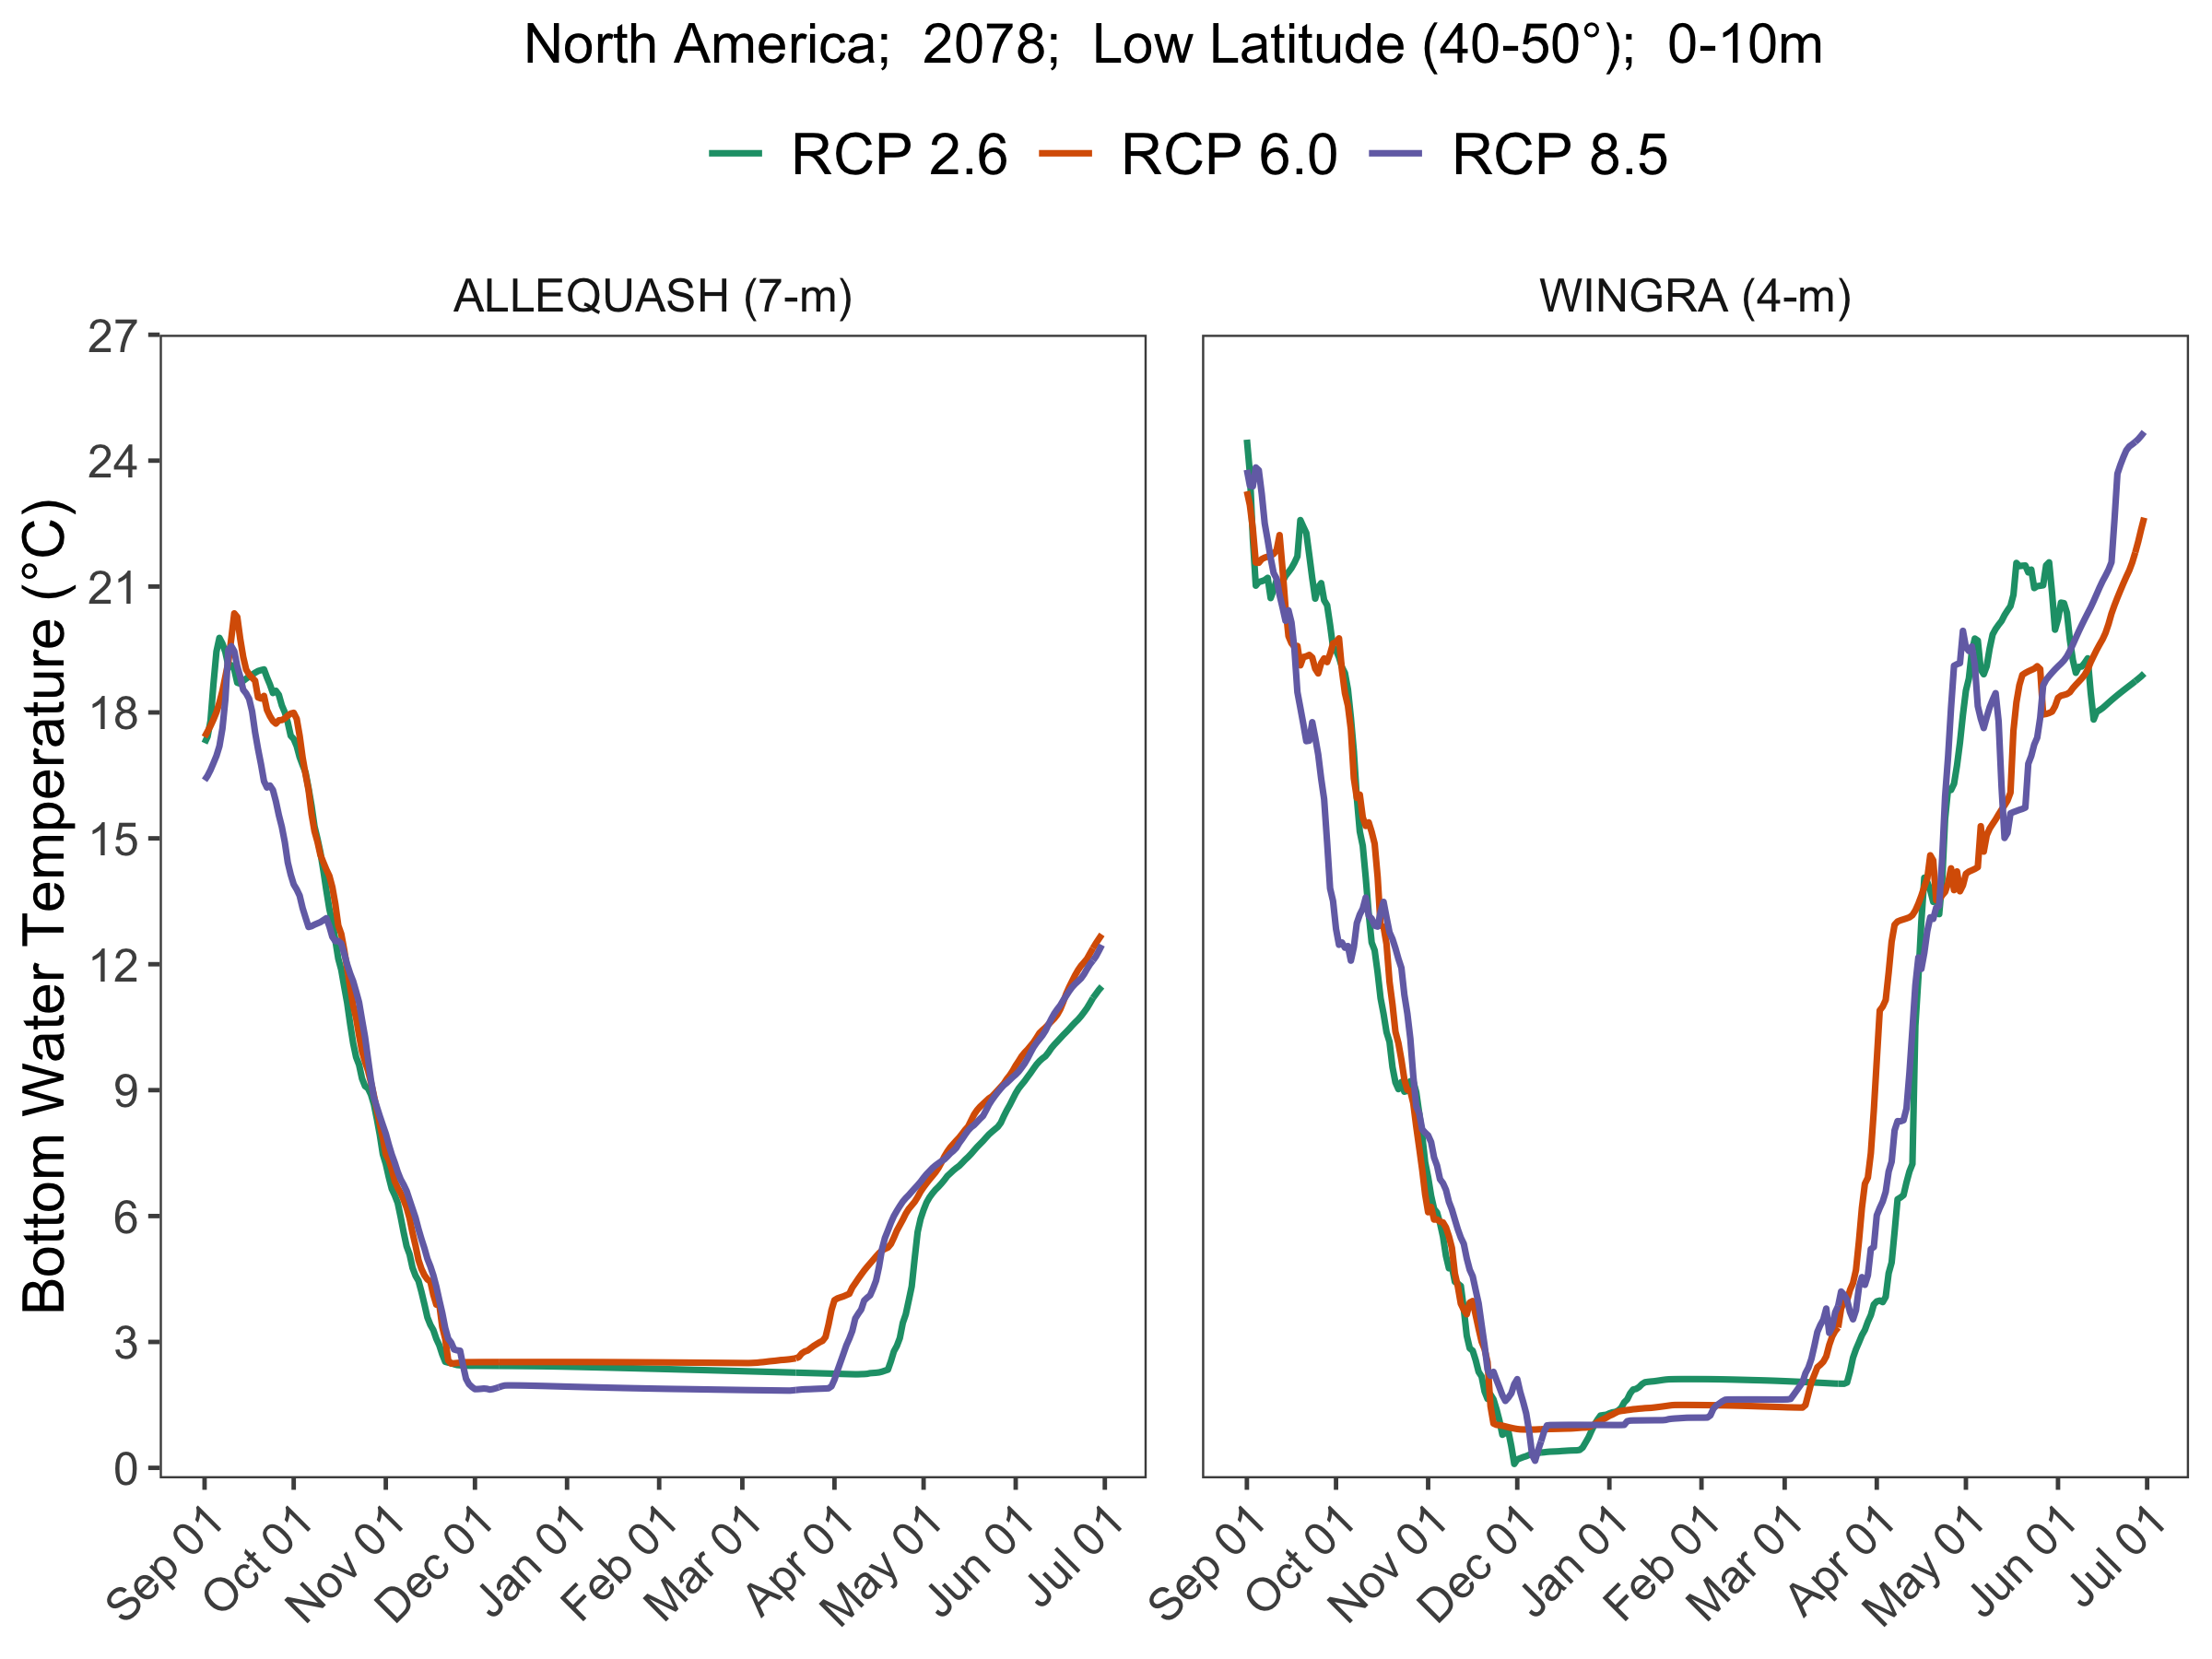 North America;  2078;  Low Latitude (40-50°);  0-10m
RCP 2.6 RCP 6.0 RCP 8.5
ALLEQUASH (7-m) WINGRA (4-m)
Bottom Water Temperature (°C)
27
24
21
18
15
12
9
6
3
0
Sep 01 Oct 01 Nov 01 Dec 01 Jan 01 Feb 01 Mar 01 Apr 01 May 01 Jun 01 Jul 01 Sep 01 Oct 01 Nov 01 Dec 01 Jan 01 Feb 01 Mar 01 Apr 01 May 01 Jun 01 Jul 01